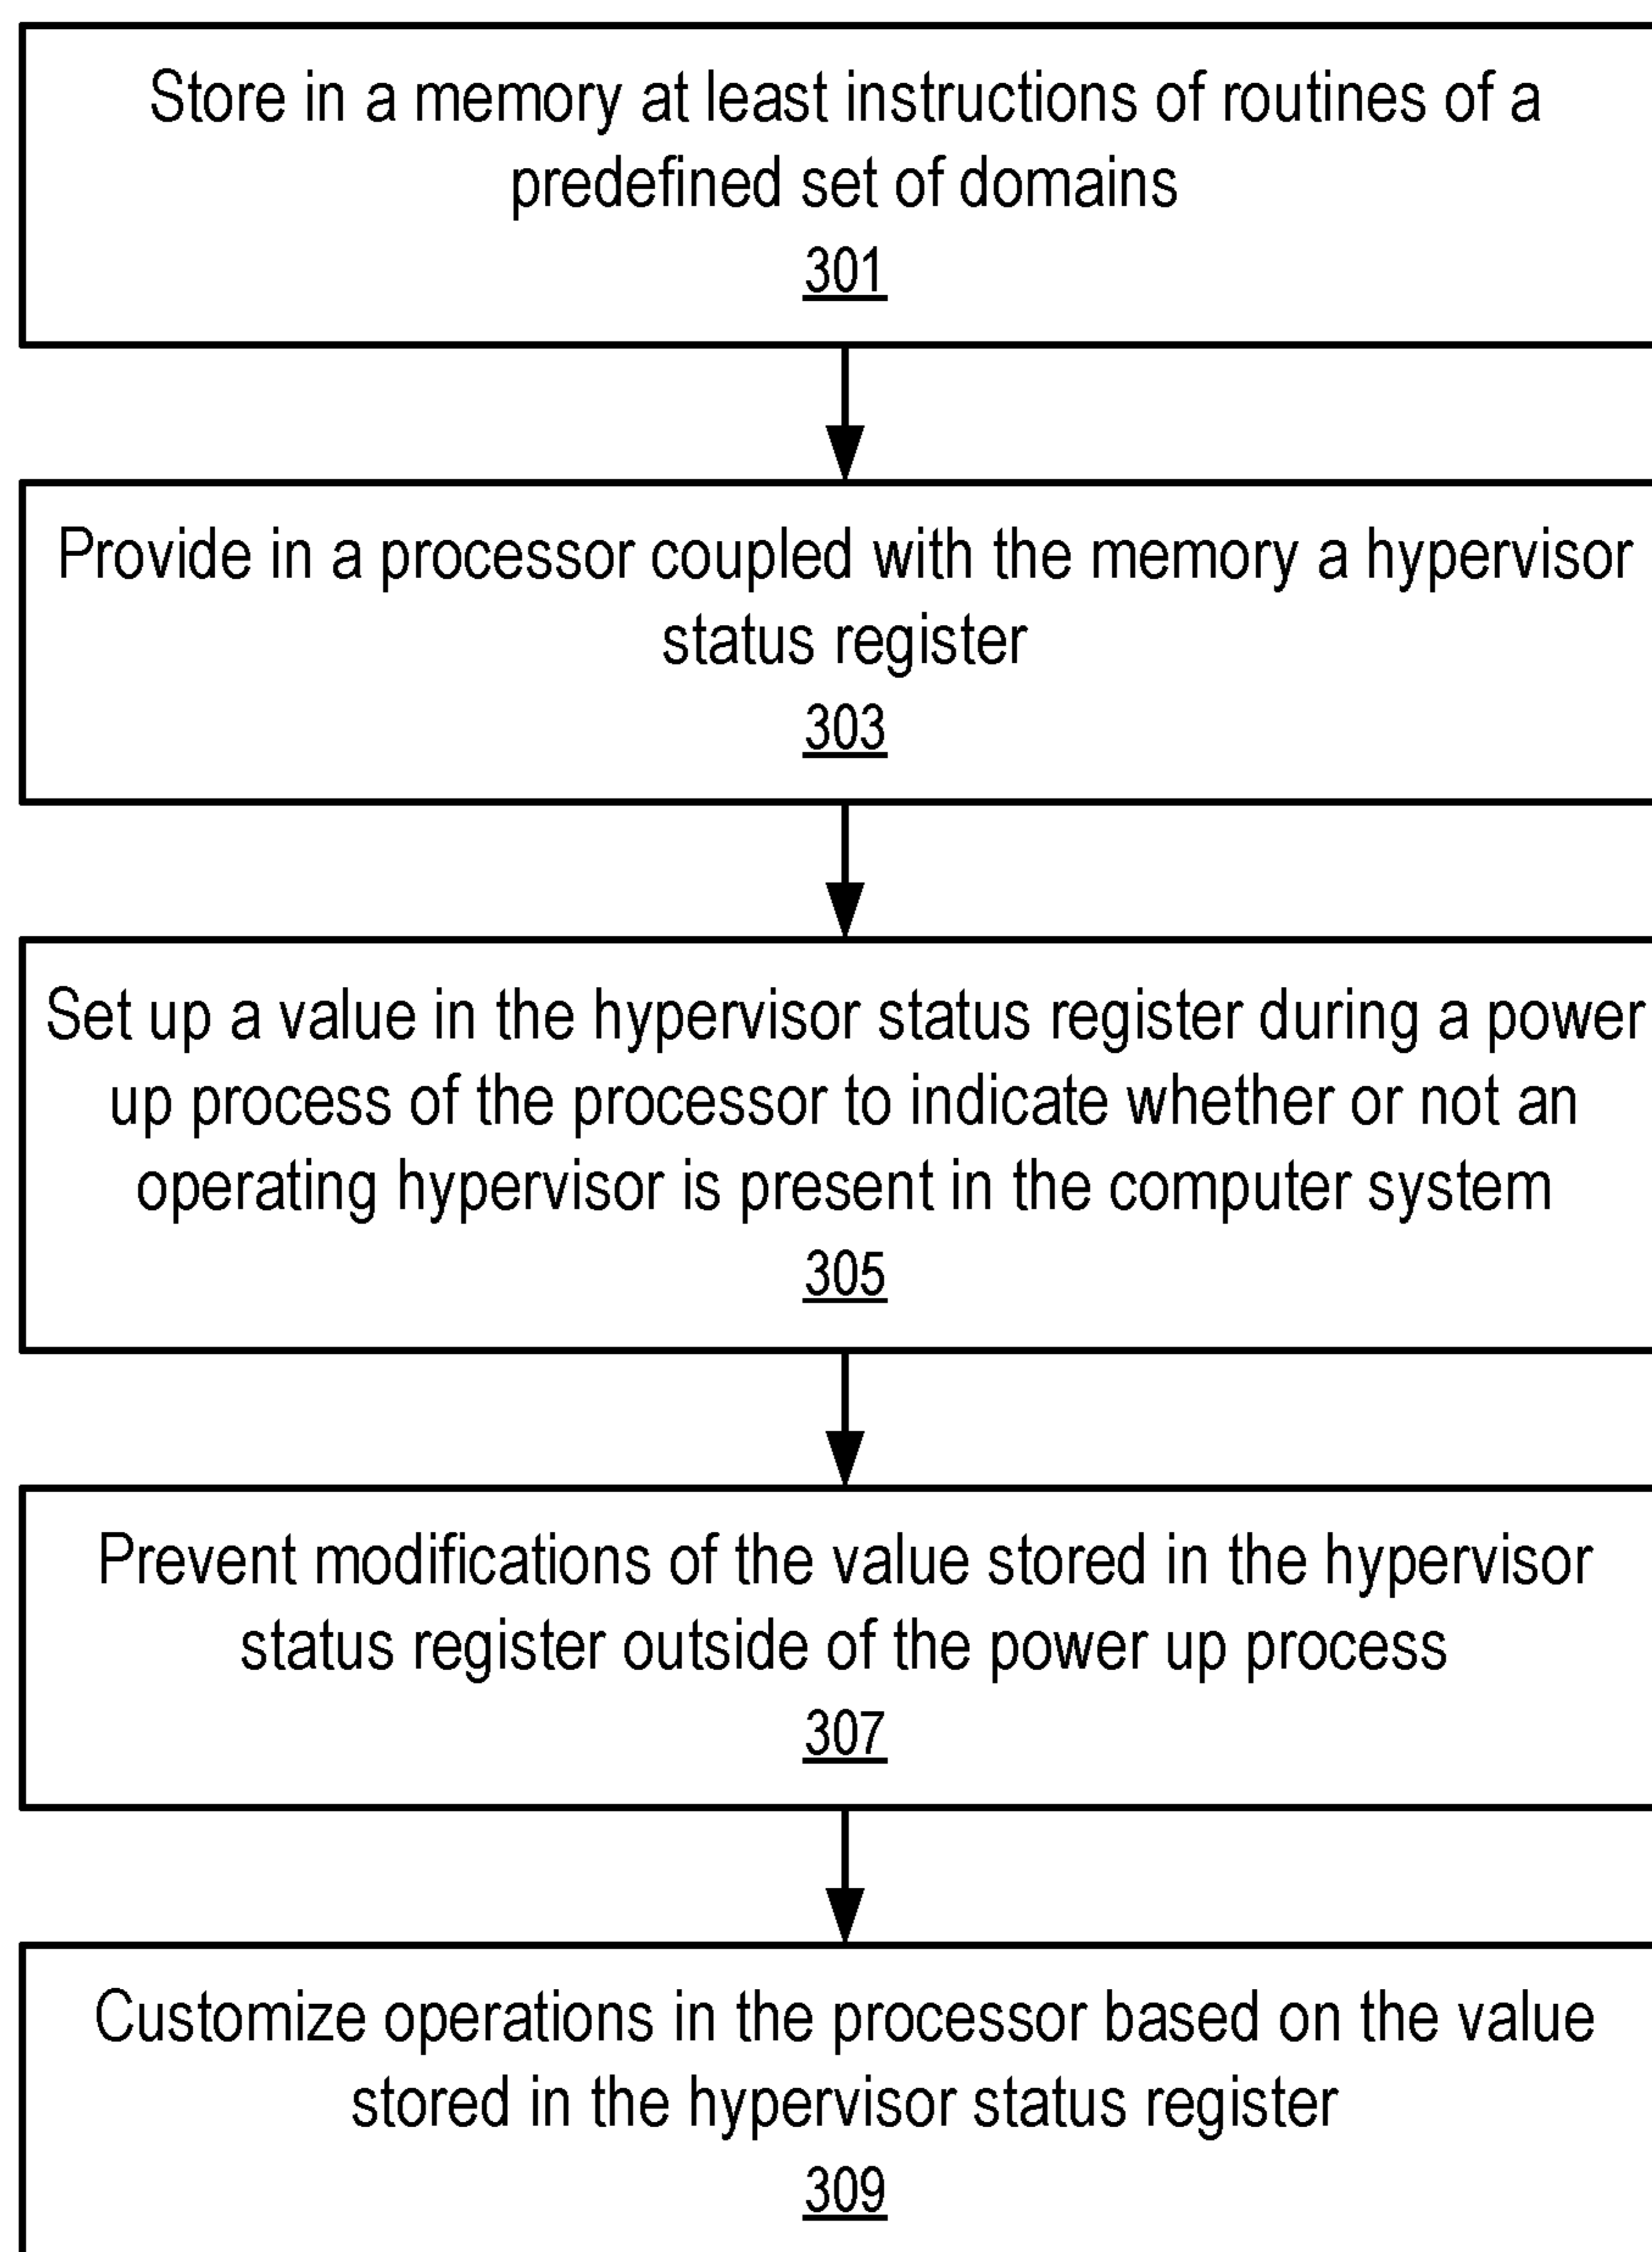 Store in a memory at least instructions of routines of a
predefined set of domains
301
Provide in a processor coupled with the memory a hypervisor
status register
303
Set up a value in the hypervisor status register during a power
up process of the processor to indicate whether or not an
operating hypervisor is present in the computer system
305
Prevent modifications of the value stored in the hypervisor
status register outside of the power up process
307
Customize operations in the processor based on the value
stored in the hypervisor status register
309